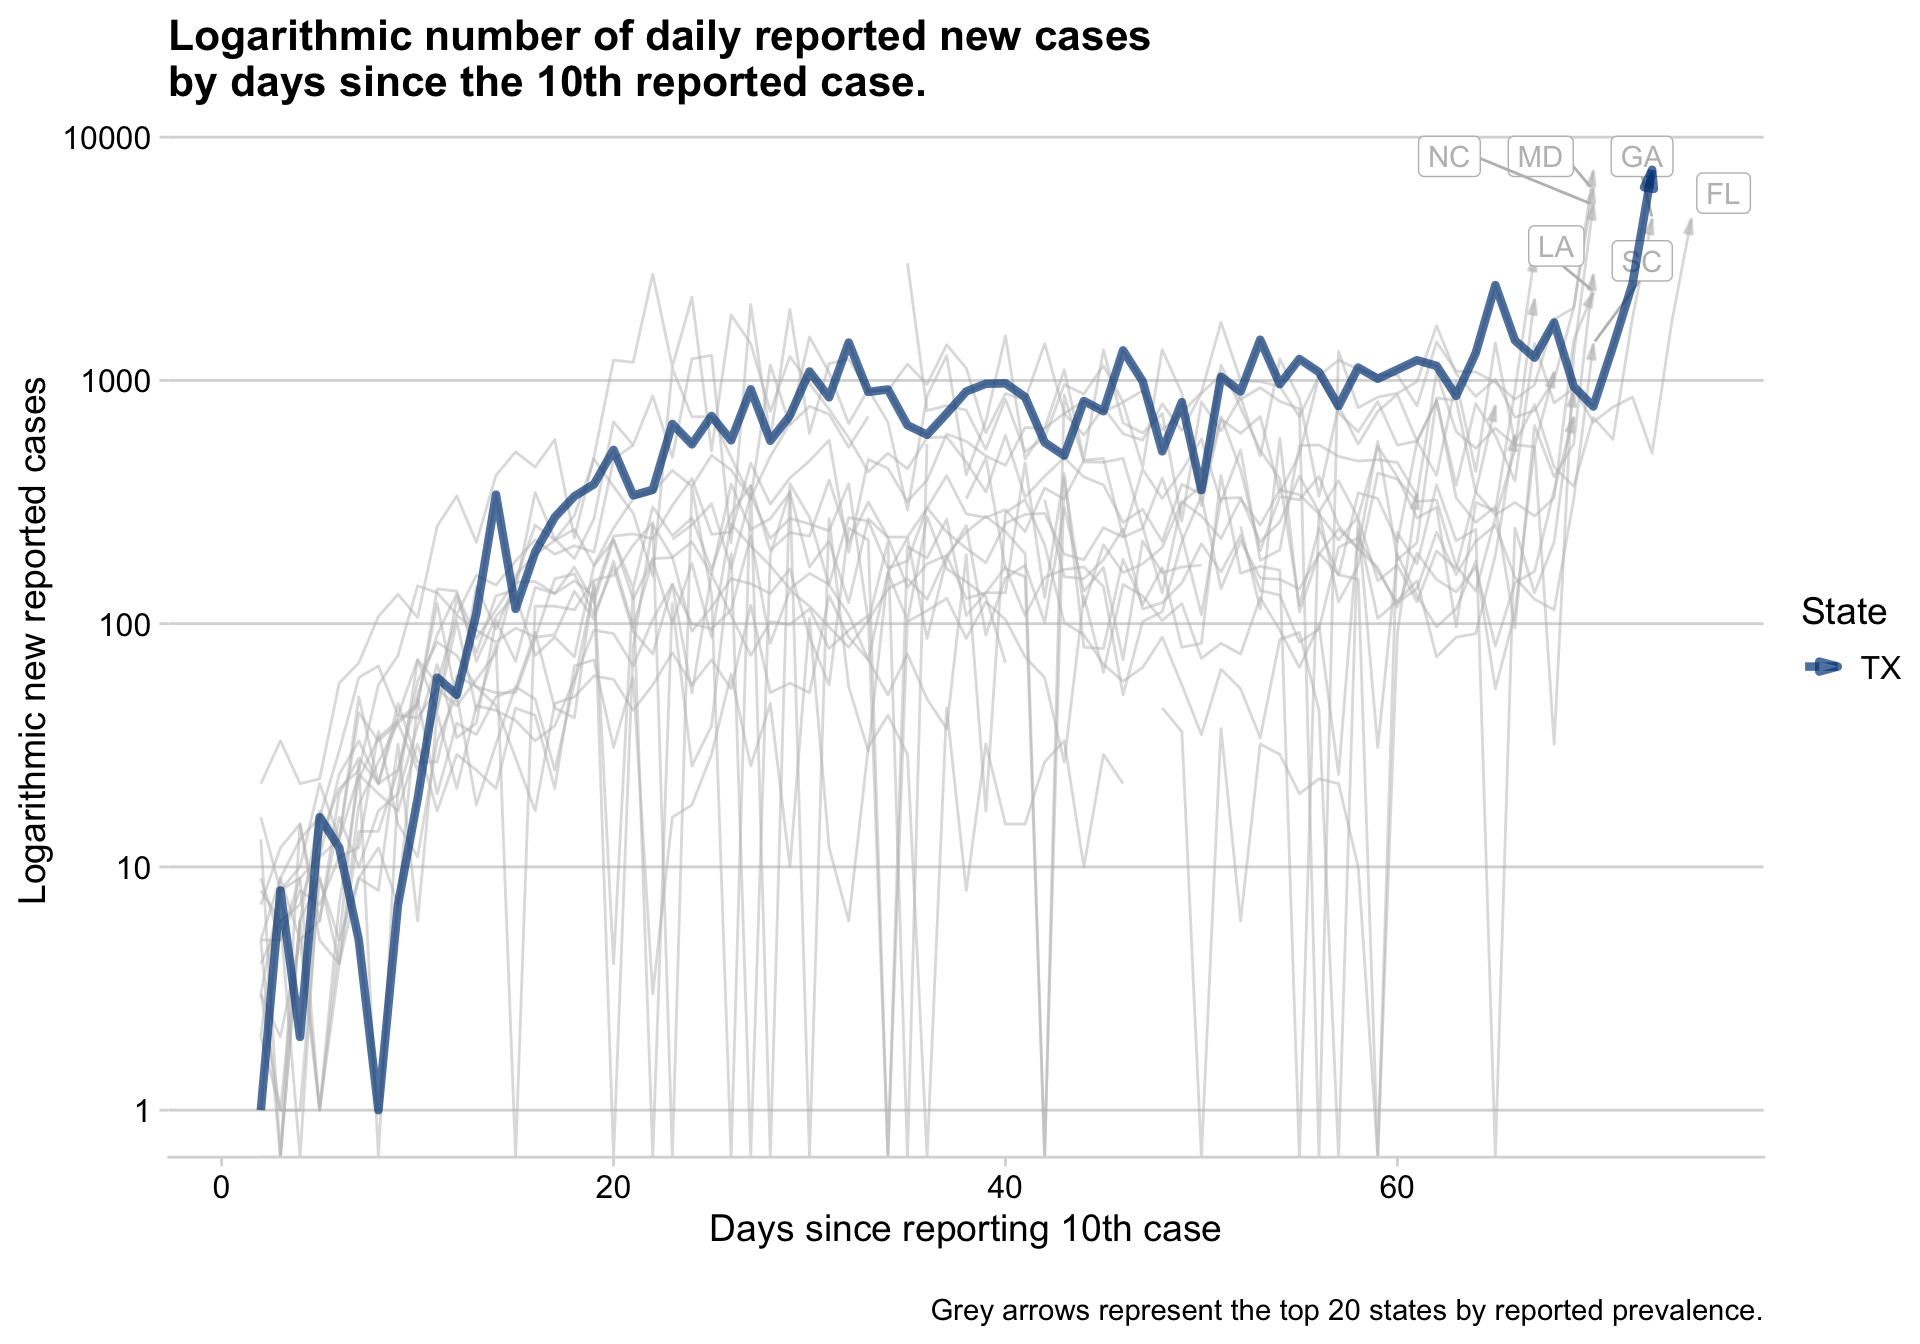 Logarithmic number of daily reported new cases
by days since the 10th reported case.
Logarithmic new reported cases
10000
1000
100
10
1
NC
MD
GA
FL
LA
SC
0
20
40
60
Days since reporting 10th case
State
TX
Grey arrows represent the top 20 states by reported prevalence.